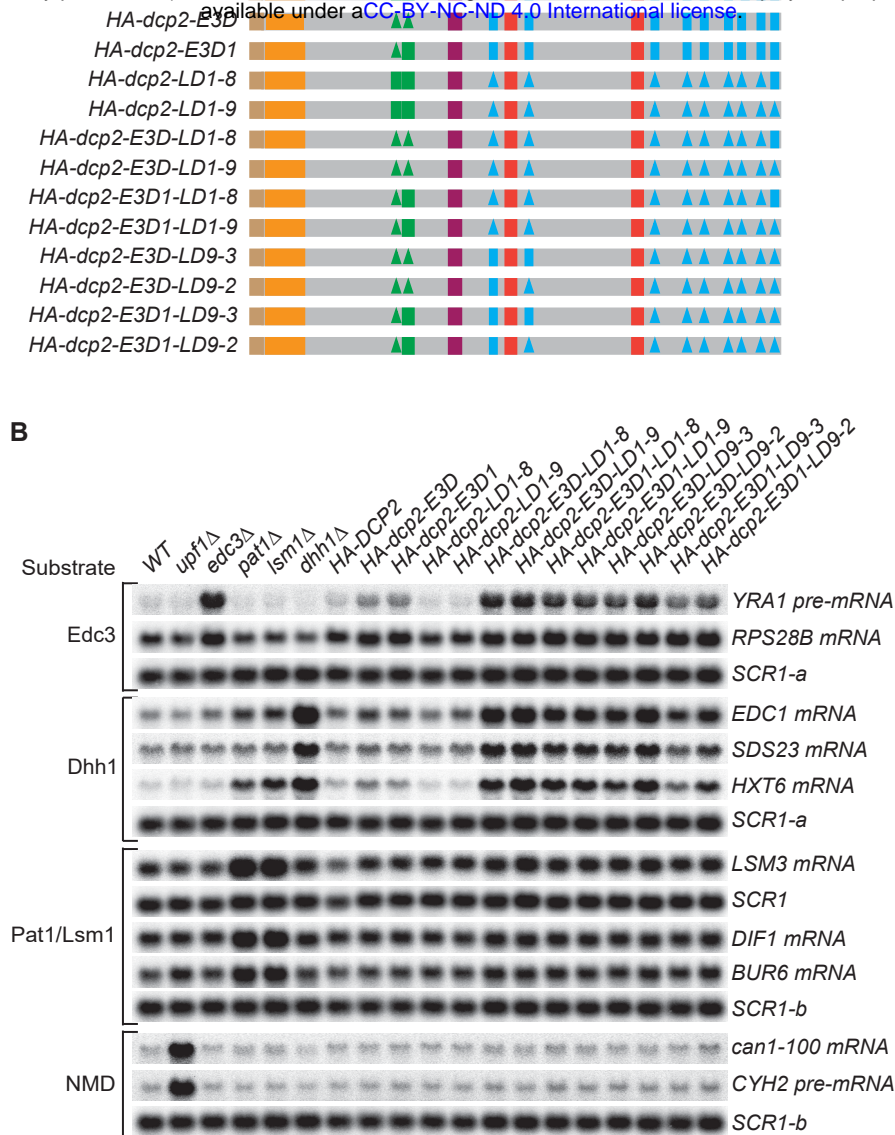 available under aCC-BY-NC-ND 4.0 International license.
HA-dcp2-E3D
HA-dcp2-E3D1
HA-dcp2-LD1-8
HA-dcp2-LD1-9
HA-dcp2-E3D-LD1-8
HA-dcp2-E3D-LD1-9
HA-dcp2-E3D1-LD1-8
HA-dcp2-E3D1-LD1-9
HA-dcp2-E3D-LD9-3
HA-dcp2-E3D-LD9-2
HA-dcp2-E3D1-LD9-3
HA-dcp2-E3D1-LD9-2
B
Substrate
WT
upf1Δ
edc3Δ
pat1Δ
lsm1Δ
dhh1Δ
HA-DCP2
HA-dcp2-E3D
HA-dcp2-E3D1
HA-dcp2-LD1-8
HA-dcp2-LD1-9
HA-dcp2-E3D-LD1-8
HA-dcp2-E3D-LD1-9
HA-dcp2-E3D1-LD1-8
HA-dcp2-E3D1-LD1-9
HA-dcp2-E3D-LD9-3
HA-dcp2-E3D-LD9-2
HA-dcp2-E3D1-LD9-3
HA-dcp2-E3D1-LD9-2
Edc3
YRA1 pre-mRNA
RPS28B mRNA
SCR1-a
Dhh1
EDC1 mRNA
SDS23 mRNA
HXT6 mRNA
SCR1-a
Pat1/Lsm1
LSM3 mRNA
SCR1
DIF1 mRNA
BUR6 mRNA
SCR1-b
NMD
can1-100 mRNA
CYH2 pre-mRNA
SCR1-b